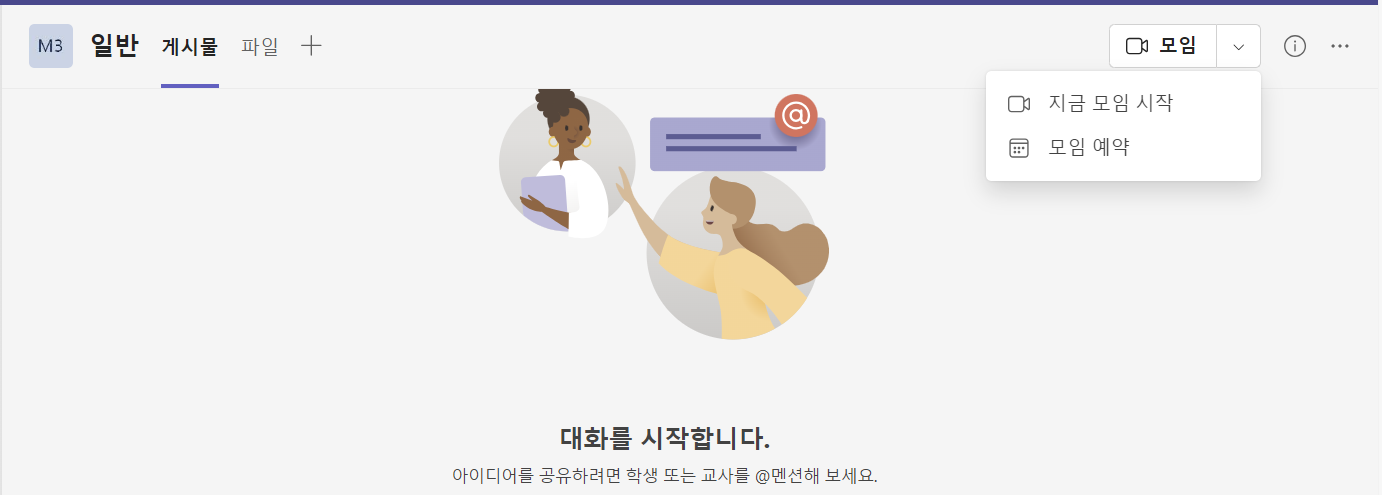 M3 일반 게시물 파일 모임
지금 모임 시작
모임 예약
@
대화를 시작합니다.
아이디어를 공유하려면 학생 또는 교사를 @멘션해 보세요.